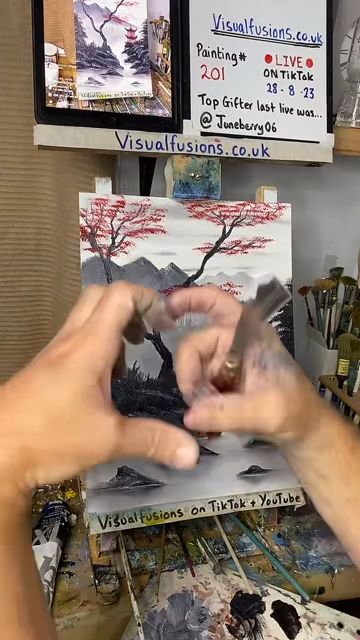 Visualfusions.co.uk
Painting#
201
LIVE
ON TikTok
28-8-23
Top Gifter last live was...
@Juneberry06
Visualfusions.co.uk
Visualfusions on TikTok + YouTube